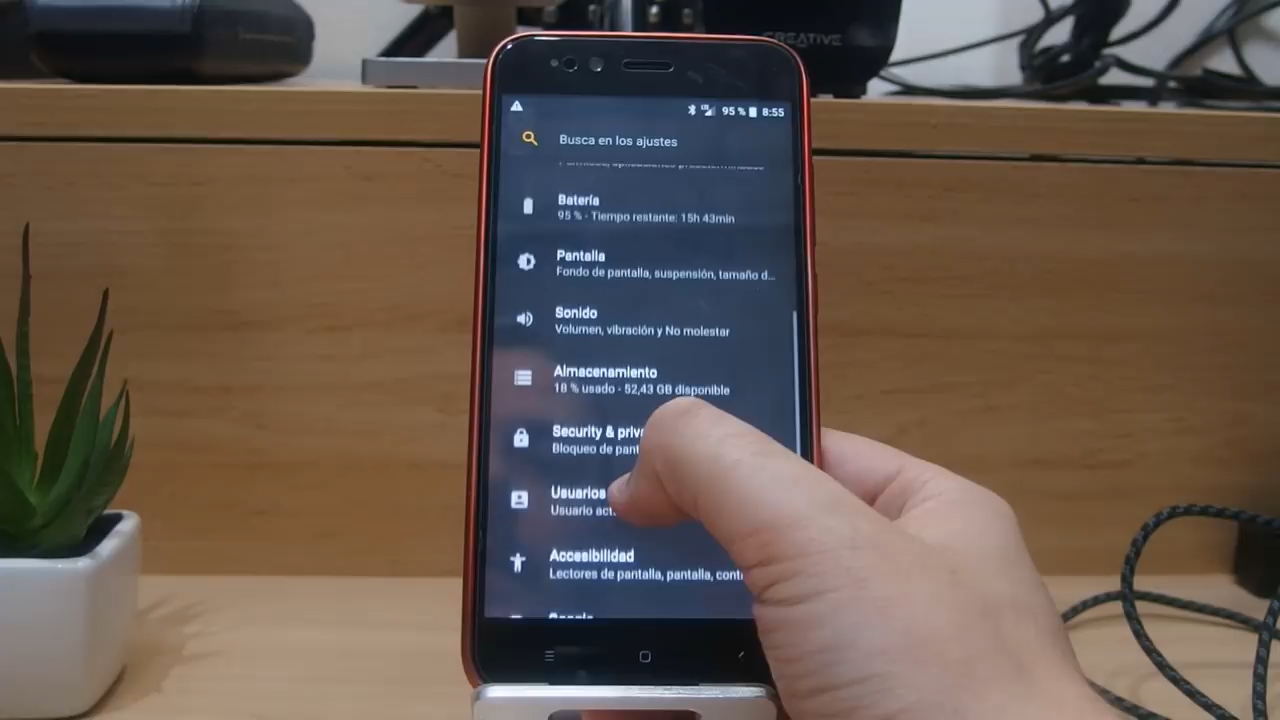 CREATIVE
LTE 95 % 8:55
Busca en los ajustes
Batería
95 % - Tiempo restante: 15h 43min
Pantalla
Fondo de pantalla, suspensión, tamaño d...
Sonido
Volumen, vibración y No molestar
Almacenamiento
18 % usado - 52,43 GB disponible
Security & priv
Bloqueo de pant
Usuarios
Usuario act
Accesibilidad
Lectores de pantalla, pantalla, cont